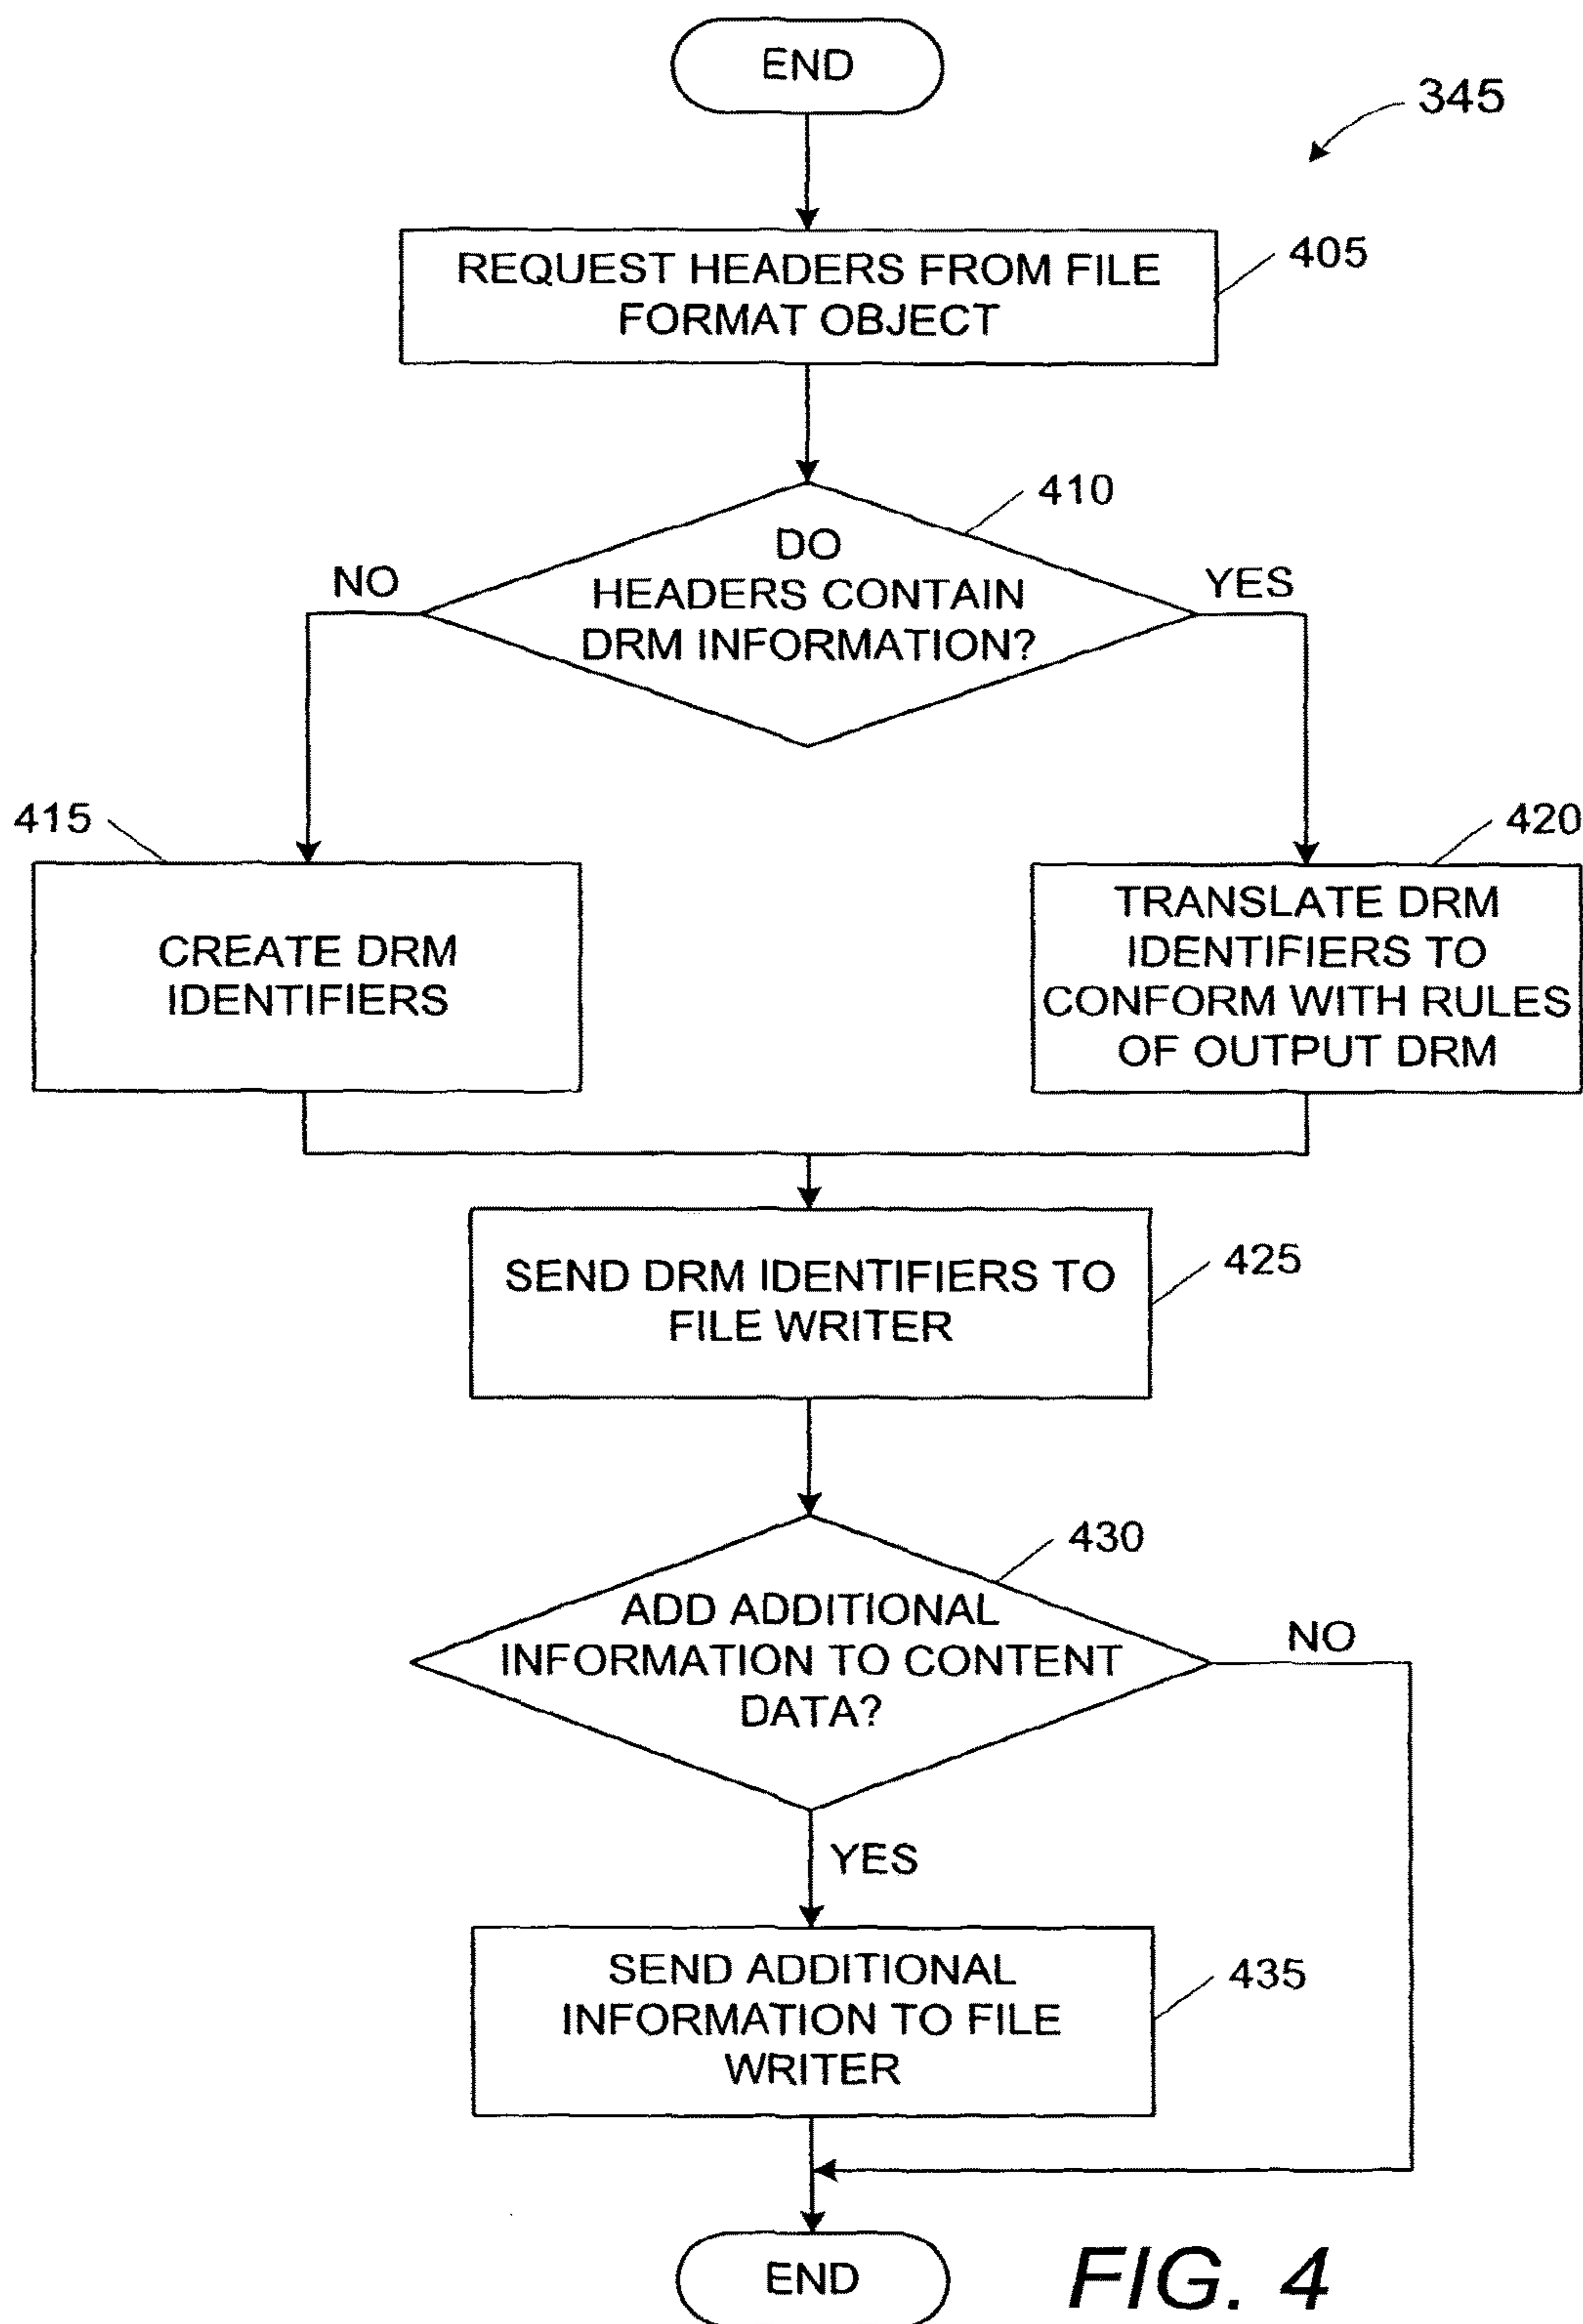 END
345
REQUEST HEADERS FROM FILE
FORMAT OBJECT
405
410
DO
HEADERS CONTAIN
DRM INFORMATION?
NO
YES
415
420
CREATE DRM
IDENTIFIERS
TRANSLATE DRM
IDENTIFIERS TO
CONFORM WITH RULES
OF OUTPUT DRM
SEND DRM IDENTIFIERS TO
FILE WRITER
425
430
ADD ADDITIONAL
INFORMATION TO CONTENT
DATA?
NO
YES
SEND ADDITIONAL
INFORMATION TO FILE
WRITER
435
END
FIG. 4